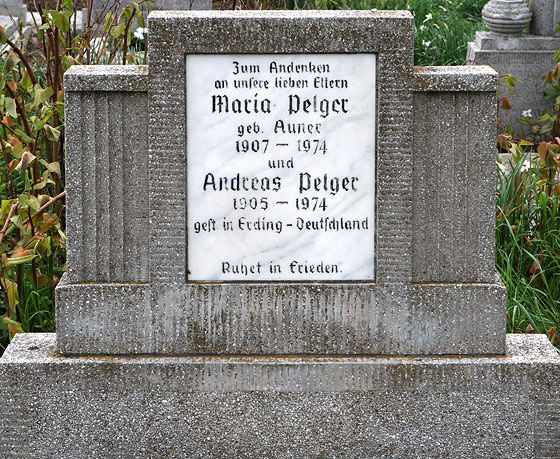 Zum Andenken
an unsere lieben Eltern
Maria Pelger
geb. Auner
1907 – 1974
und
Andreas Pelger
1905 – 1974
gest. in Erding – Deutschland
Ruhet in Frieden.